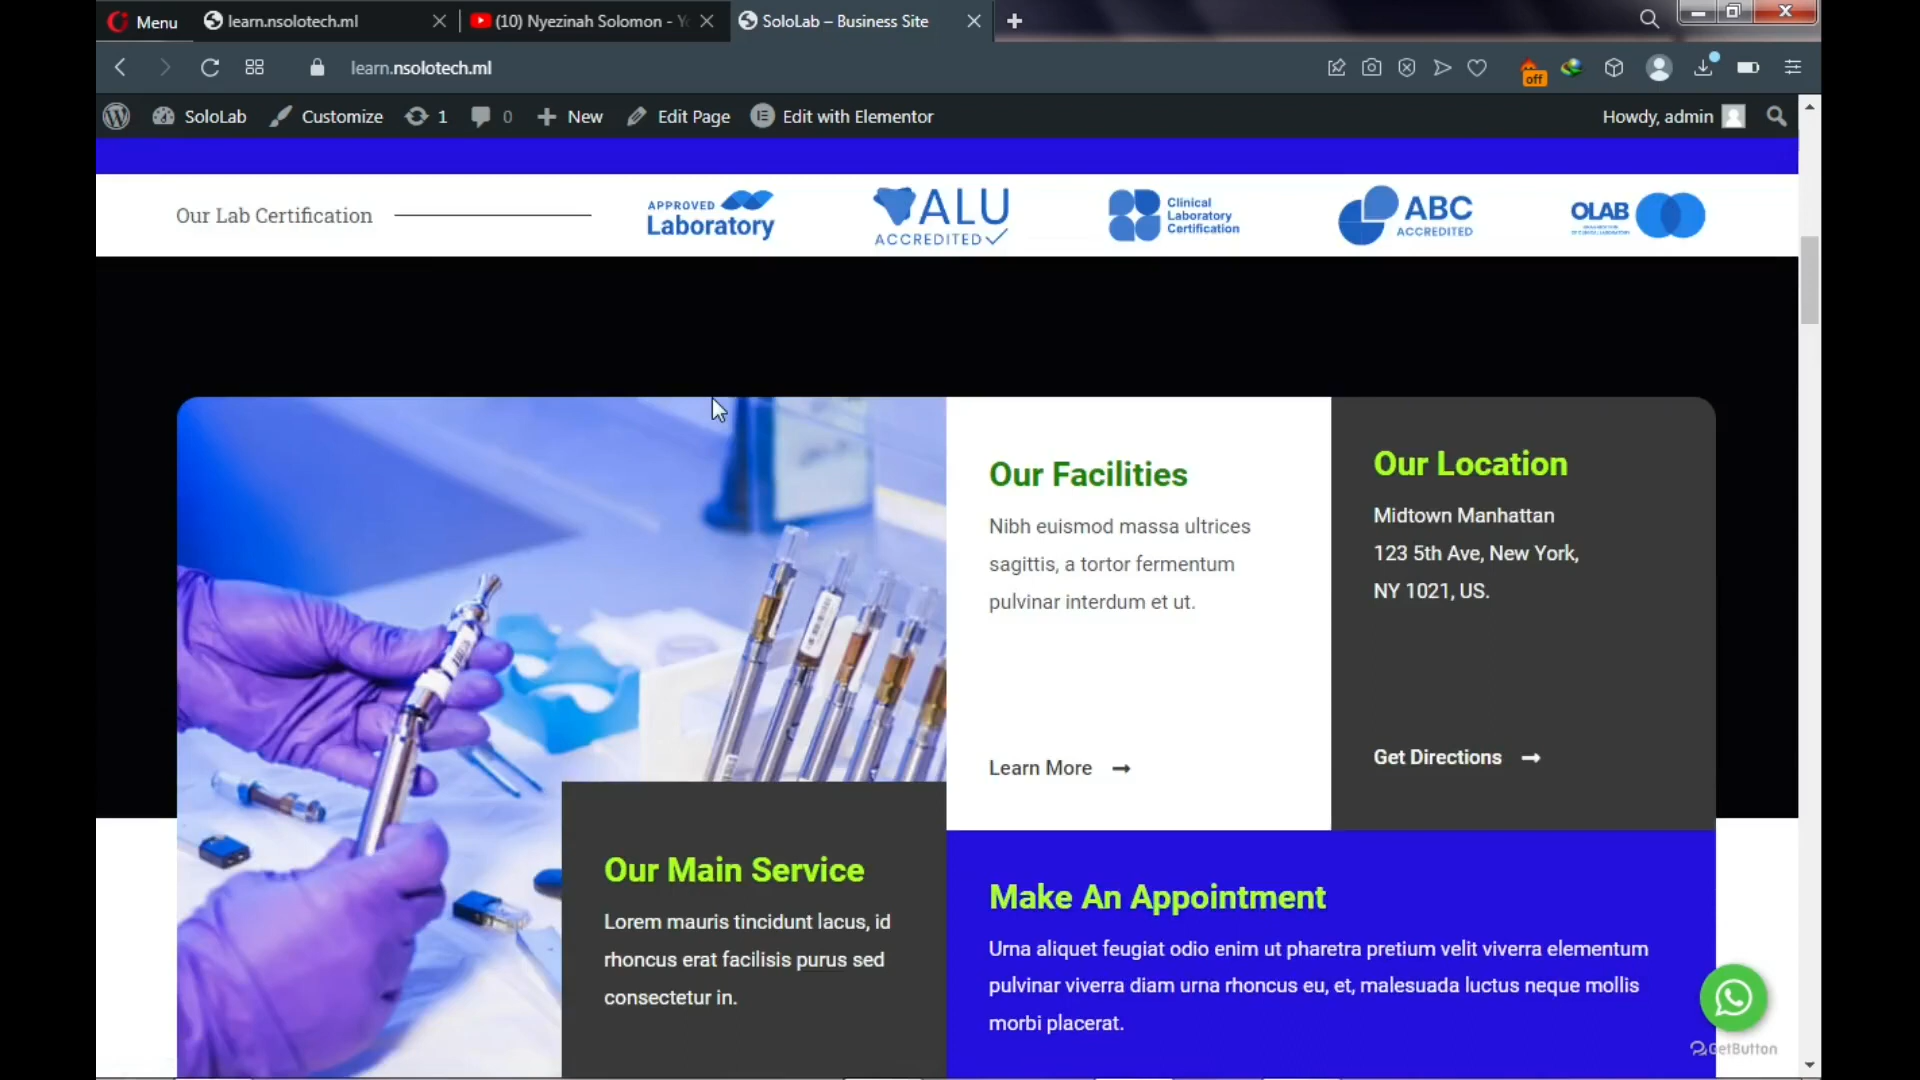 Menu
learn.nsolotech.ml
(10) Nyezinah Solomon - Y
SoloLab – Business Site
learn.nsolotech.ml
off
SoloLab
Customize
1
0
New
Edit Page
Edit with Elementor
Howdy, admin
Our Lab Certification
APPROVED
Laboratory
ALU
ACCREDITED
Clinical
Laboratory
Certification
ABC
ACCREDITED
OLAB
Our Facilities
Nibh euismod massa ultrices
sagittis, a tortor fermentum
pulvinar interdum et ut.
Learn More
Our Location
Midtown Manhattan
123 5th Ave, New York,
NY 1021, US.
Get Directions
Our Main Service
Lorem mauris tincidunt lacus, id
rhoncus erat facilisis purus sed
consectetur in.
Make An Appointment
Urna aliquet feugiat odio enim ut pharetra pretium velit viverra elementum
pulvinar viverra diam urna rhoncus eu, et, malesuada luctus neque mollis
morbi placerat.
GetButton